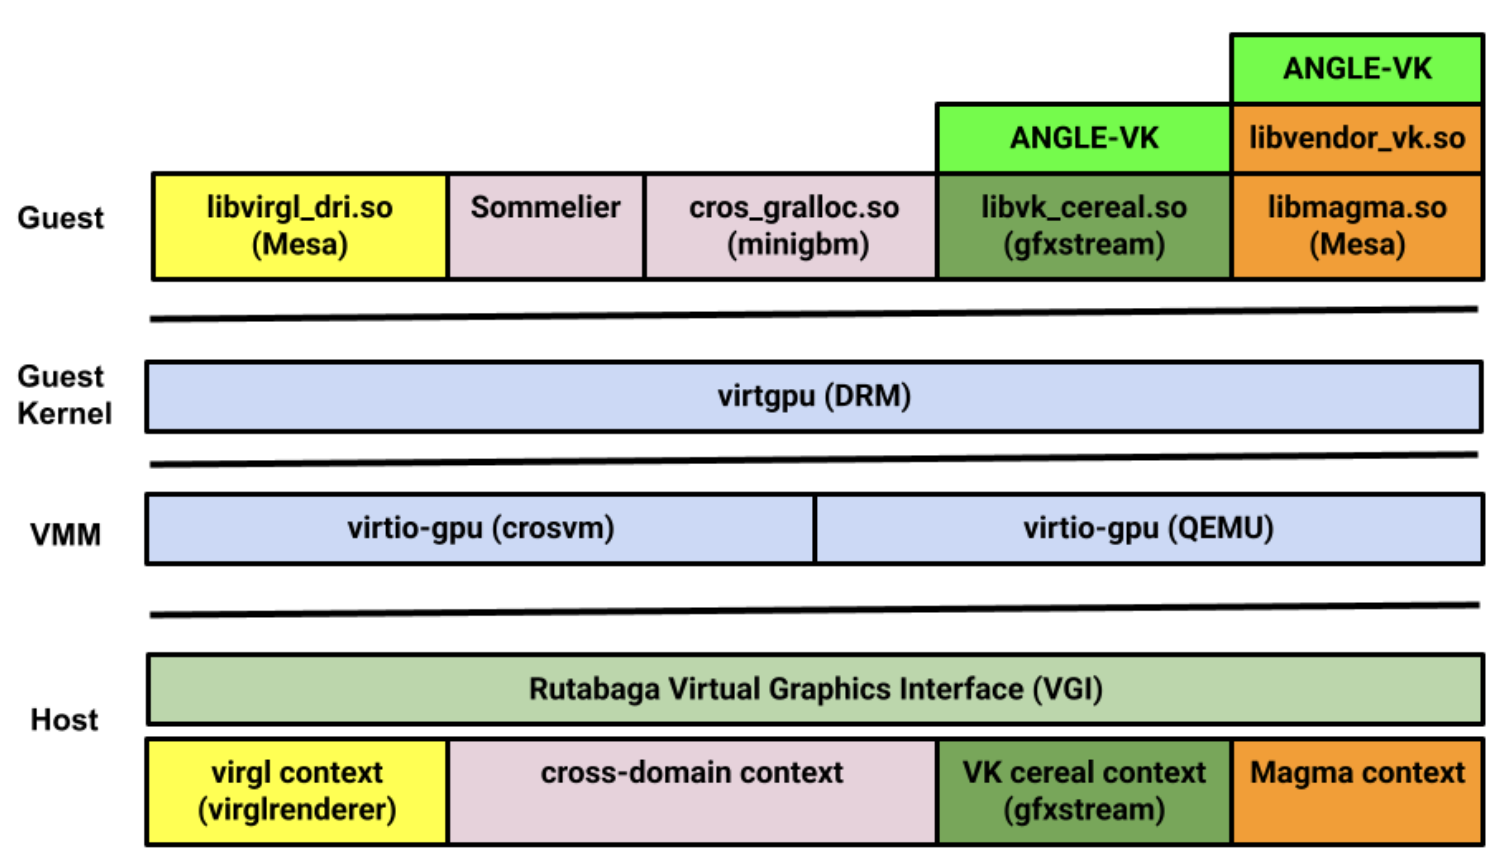 ANGLE-VK
ANGLE-VK
libvendor_vk.so
Guest
libvirgl_dri.so
(Mesa)
Sommelier
cros_gralloc.so
(minigbm)
libvk_cereal.so
(gfxstream)
libmagma.so
(Mesa)
Guest
Kernel
virtgpu (DRM)
VMM
virtio-gpu (crosvm)
virtio-gpu (QEMU)
Host
Rutabaga Virtual Graphics Interface (VGI)
virgl context
(virglrenderer)
cross-domain context
VK cereal context
(gfxstream)
Magma context